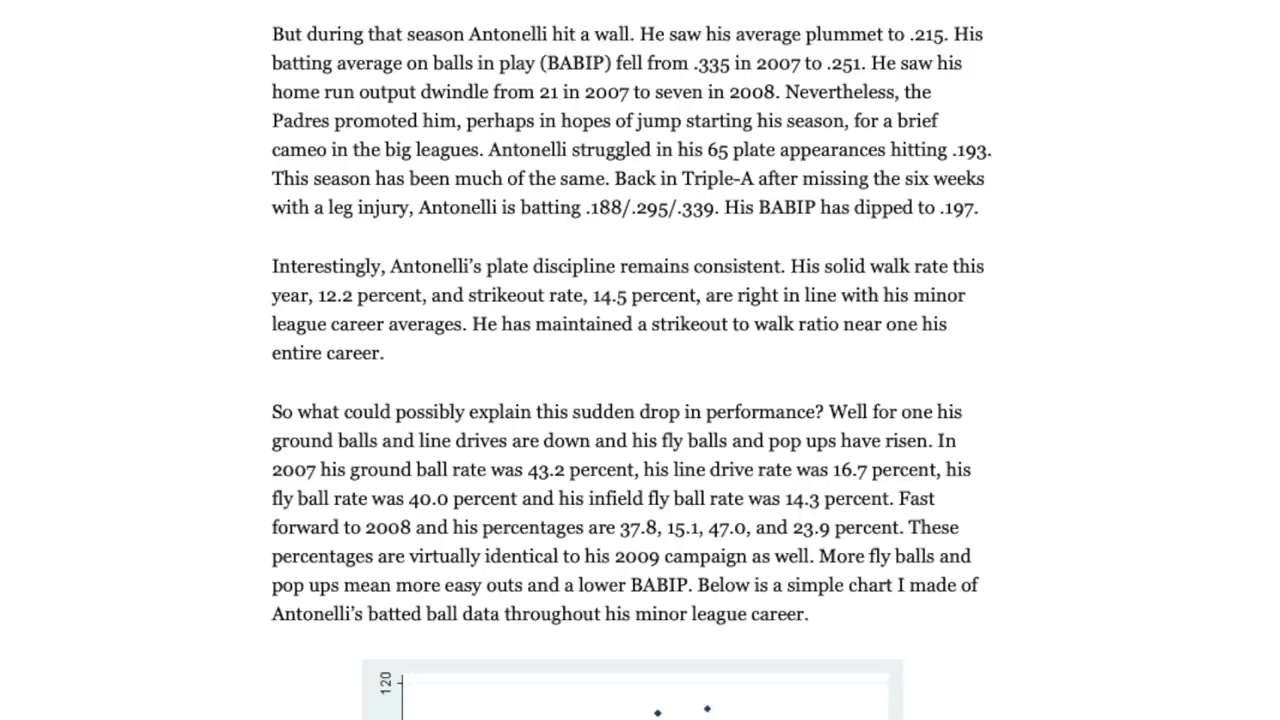 But during that season Antonelli hit a wall. He saw his average plummet to .215. His
batting average on balls in play (BABIP) fell from .335 in 2007 to .251. He saw his
home run output dwindle from 21 in 2007 to seven in 2008. Nevertheless, the
Padres promoted him, perhaps in hopes of jump starting his season, for a brief
cameo in the big leagues. Antonelli struggled in his 65 plate appearances hitting .193.
This season has been much of the same. Back in Triple-A after missing the six weeks
with a leg injury, Antonelli is batting .188/.295/.339. His BABIP has dipped to .197.
Interestingly, Antonelli's plate discipline remains consistent. His solid walk rate this
year, 12.2 percent, and strikeout rate, 14.5 percent, are right in line with his minor
league career averages. He has maintained a strikeout to walk ratio near one his
entire career.
So what could possibly explain this sudden drop in performance? Well for one his
ground balls and line drives are down and his fly balls and pop ups have risen. In
2007 his ground ball rate was 43.2 percent, his line drive rate was 16.7 percent, his
fly ball rate was 40.0 percent and his infield fly ball rate was 14.3 percent. Fast
forward to 2008 and his percentages are 37.8, 15.1, 47.0, and 23.9 percent. These
percentages are virtually identical to his 2009 campaign as well. More fly balls and
pop ups mean more easy outs and a lower BABIP. Below is a simple chart I made of
Antonelli's batted ball data throughout his minor league career.
120